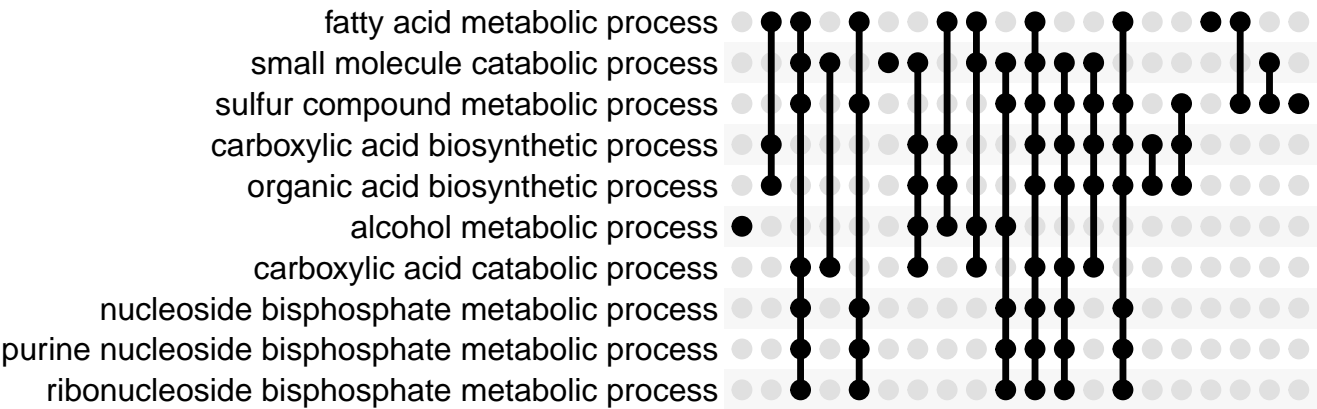 fatty acid metabolic process
small molecule catabolic process
sulfur compound metabolic process
carboxylic acid biosynthetic process
organic acid biosynthetic process
alcohol metabolic process
carboxylic acid catabolic process
nucleoside bisphosphate metabolic process
purine nucleoside bisphosphate metabolic process
ribonucleoside bisphosphate metabolic process